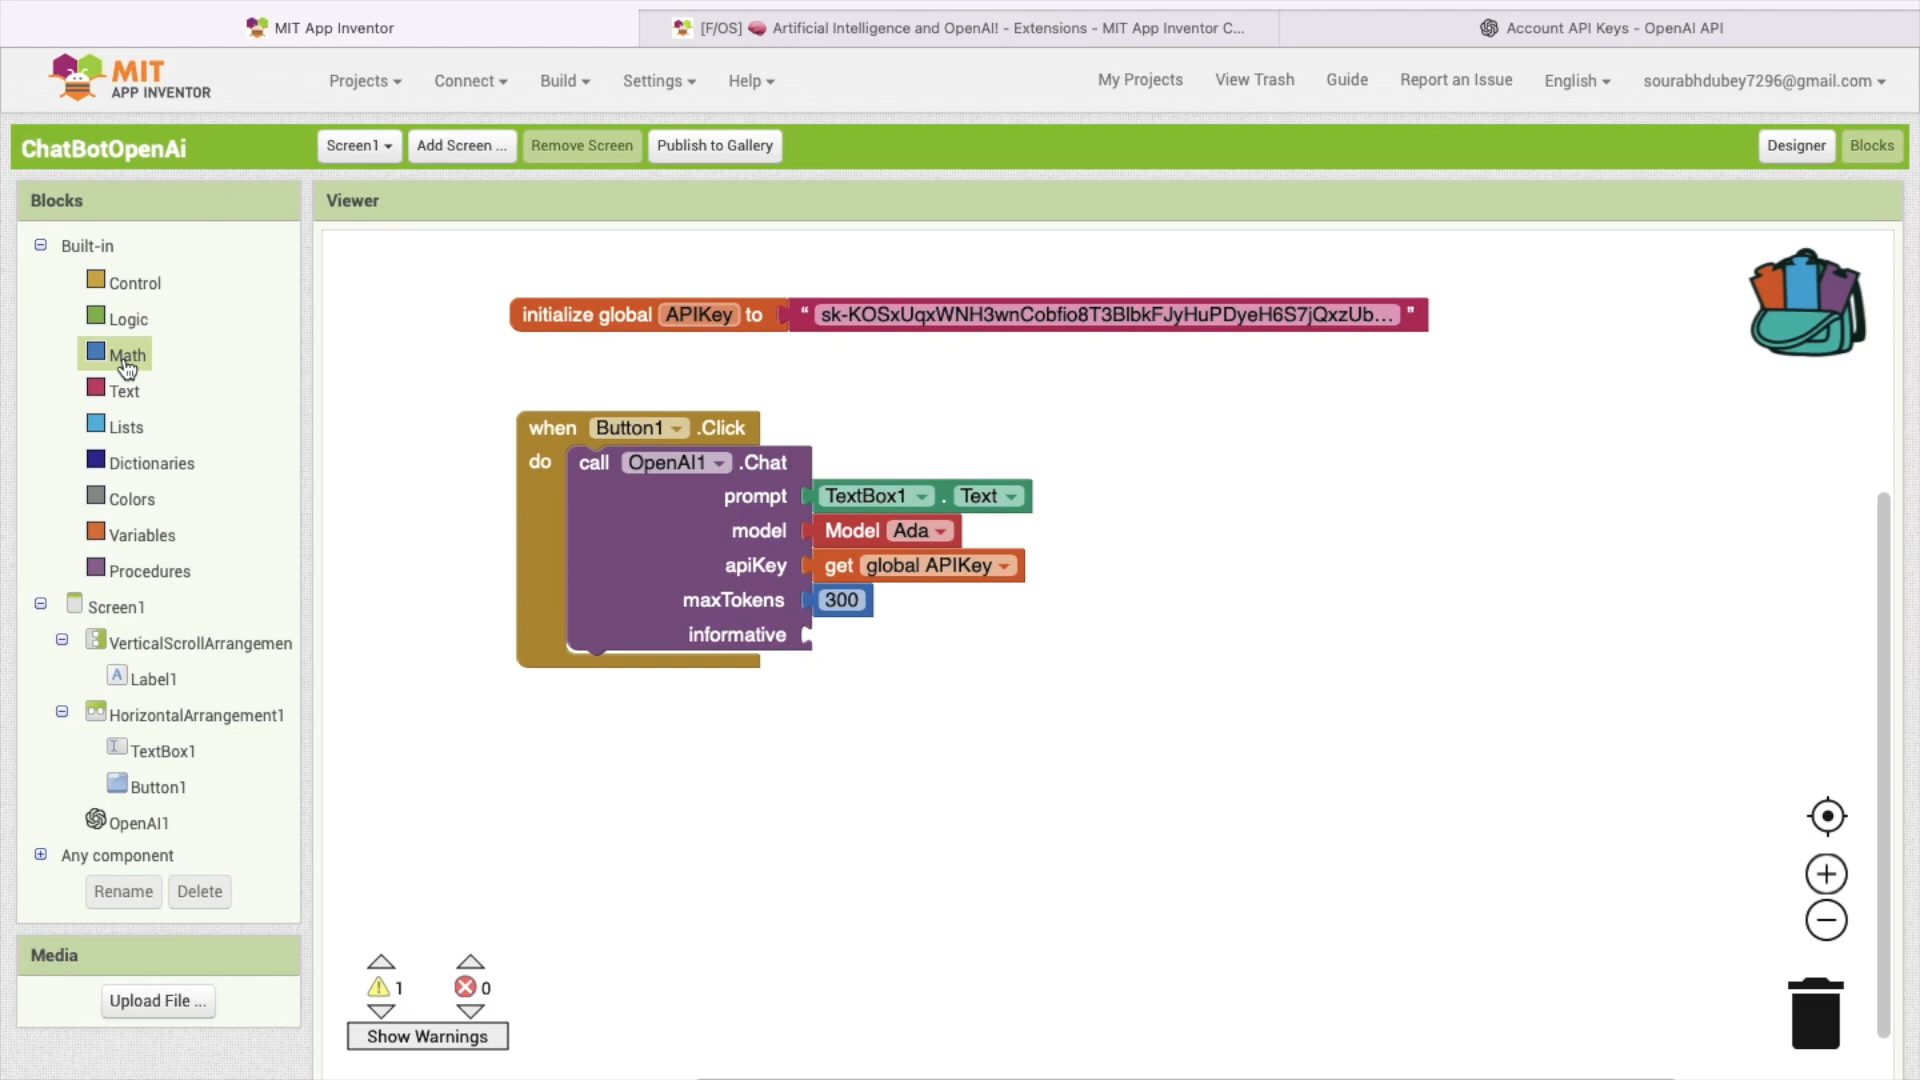 MIT App Inventor
[F/OS] 🧠 Artificial Intelligence and OpenAI! - Extensions - MIT App Inventor C...
Account API Keys - OpenAI API
MIT
APP INVENTOR
Projects
Connect
Build
Settings
Help
My Projects
View Trash
Guide
Report an Issue
English
sourabhdubey7296@gmail.com
ChatBotOpenAi
Screen1
Add Screen ...
Remove Screen
Publish to Gallery
Designer
Blocks
Blocks
Viewer
Built-in
Control
Logic
Math
Text
Lists
Dictionaries
Colors
Variables
Procedures
Screen1
VerticalScrollArrangemen
Label1
HorizontalArrangement1
TextBox1
Button1
OpenAI1
Any component
Rename
Delete
Media
Upload File ...
initialize global APIKey to “ sk-KOSxUqxWNH3wnCobfio8T3BlbkFJyHuPDyeH6S7jQxzUb... ”
when Button1 .Click
do call OpenAI1 .Chat
prompt TextBox1 . Text
model Model Ada
apiKey get global APIKey
maxTokens 300
informative
1
0
Show Warnings